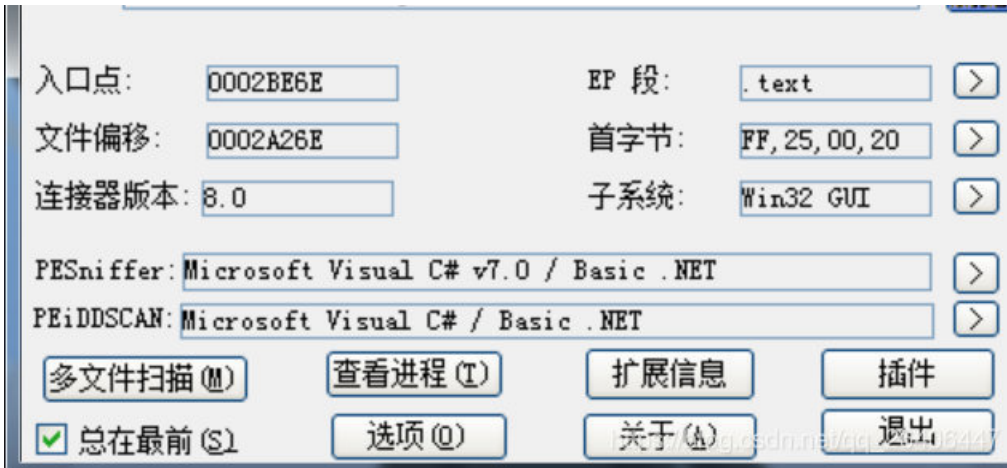 入口点: 0002BE6E EP 段: .text >
文件偏移: 0002A26E 首字节: FF,25,00,20 >
连接器版本: 8.0 子系统: Win32 GUI >
PESniffer: Microsoft Visual C# v7.0 / Basic .NET >
PEiDDSCAN: Microsoft Visual C# / Basic .NET >
多文件扫描(M) 查看进程(T) 扩展信息 插件
总在最前(S) 选项(O) 关于(A) 退出